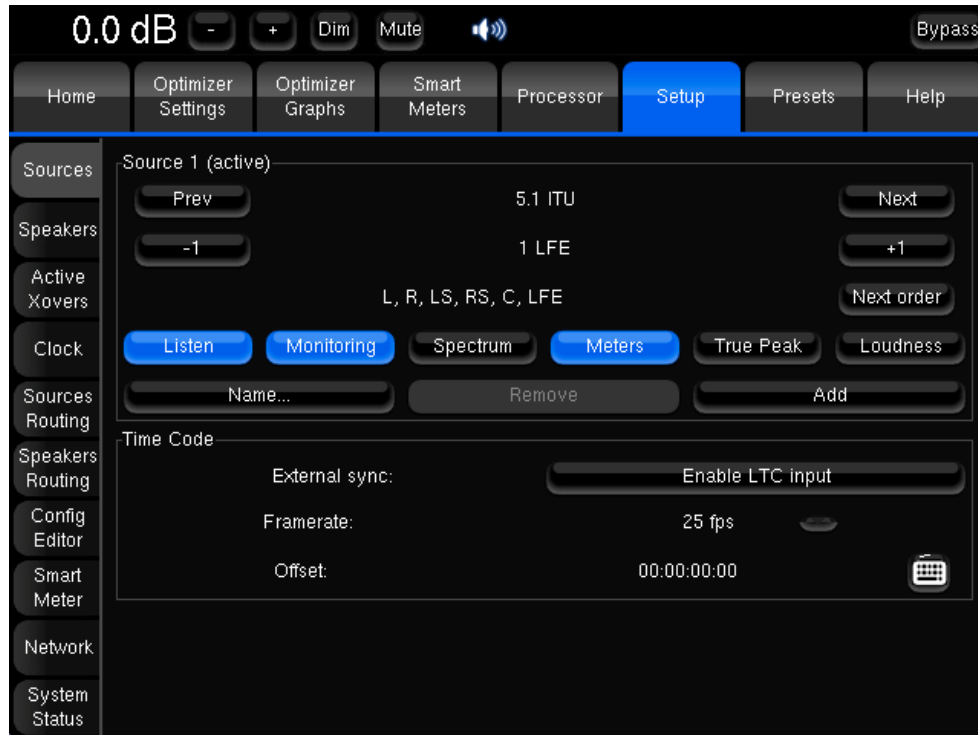 0.0 dB - + Dim Mute Bypass
Home Optimizer Settings Optimizer Graphs Smart Meters Processor Setup Presets Help
Sources
Speakers
Active
Xovers
Clock
Sources
Routing
Speakers
Routing
Config
Editor
Smart
Meter
Network
System
Status
Source 1 (active)
Prev 5.1 ITU Next
-1 1 LFE +1
L, R, LS, RS, C, LFE Next order
Listen Monitoring Spectrum Meters True Peak Loudness
Name... Remove Add
Time Code
External sync: Enable LTC input
Framerate: 25 fps
Offset: 00:00:00:00